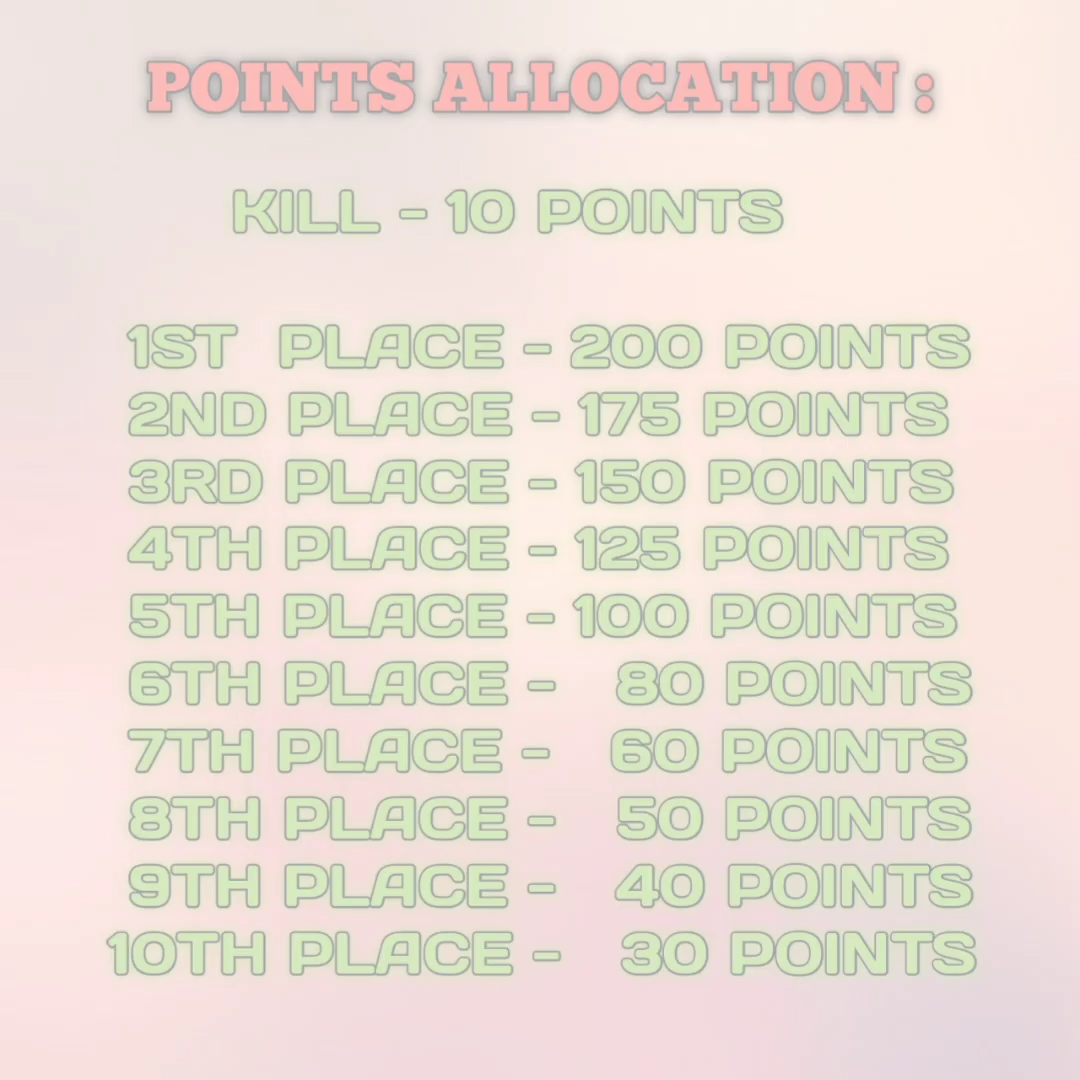 POINTS ALLOCATION :
KILL - 10 POINTS
1ST PLACE - 200 POINTS
2ND PLACE - 175 POINTS
3RD PLACE - 150 POINTS
4TH PLACE - 125 POINTS
5TH PLACE - 100 POINTS
6TH PLACE - 80 POINTS
7TH PLACE - 60 POINTS
8TH PLACE - 50 POINTS
9TH PLACE - 40 POINTS
10TH PLACE - 30 POINTS